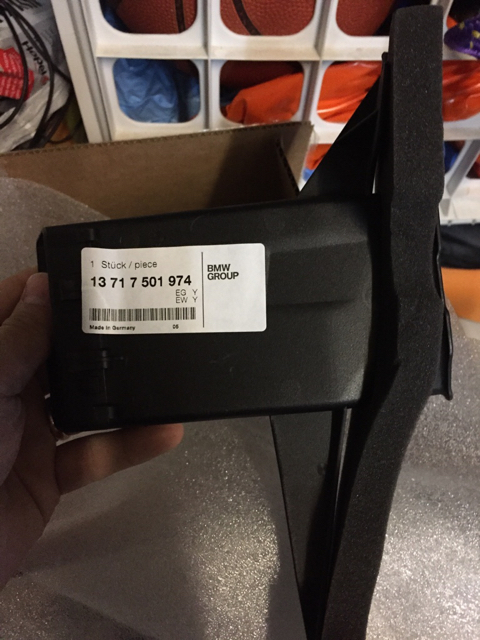 1 Stück / piece
13 71 7 501 974
EG Y
EW Y
Made in Germany 08
BMW
GROUP